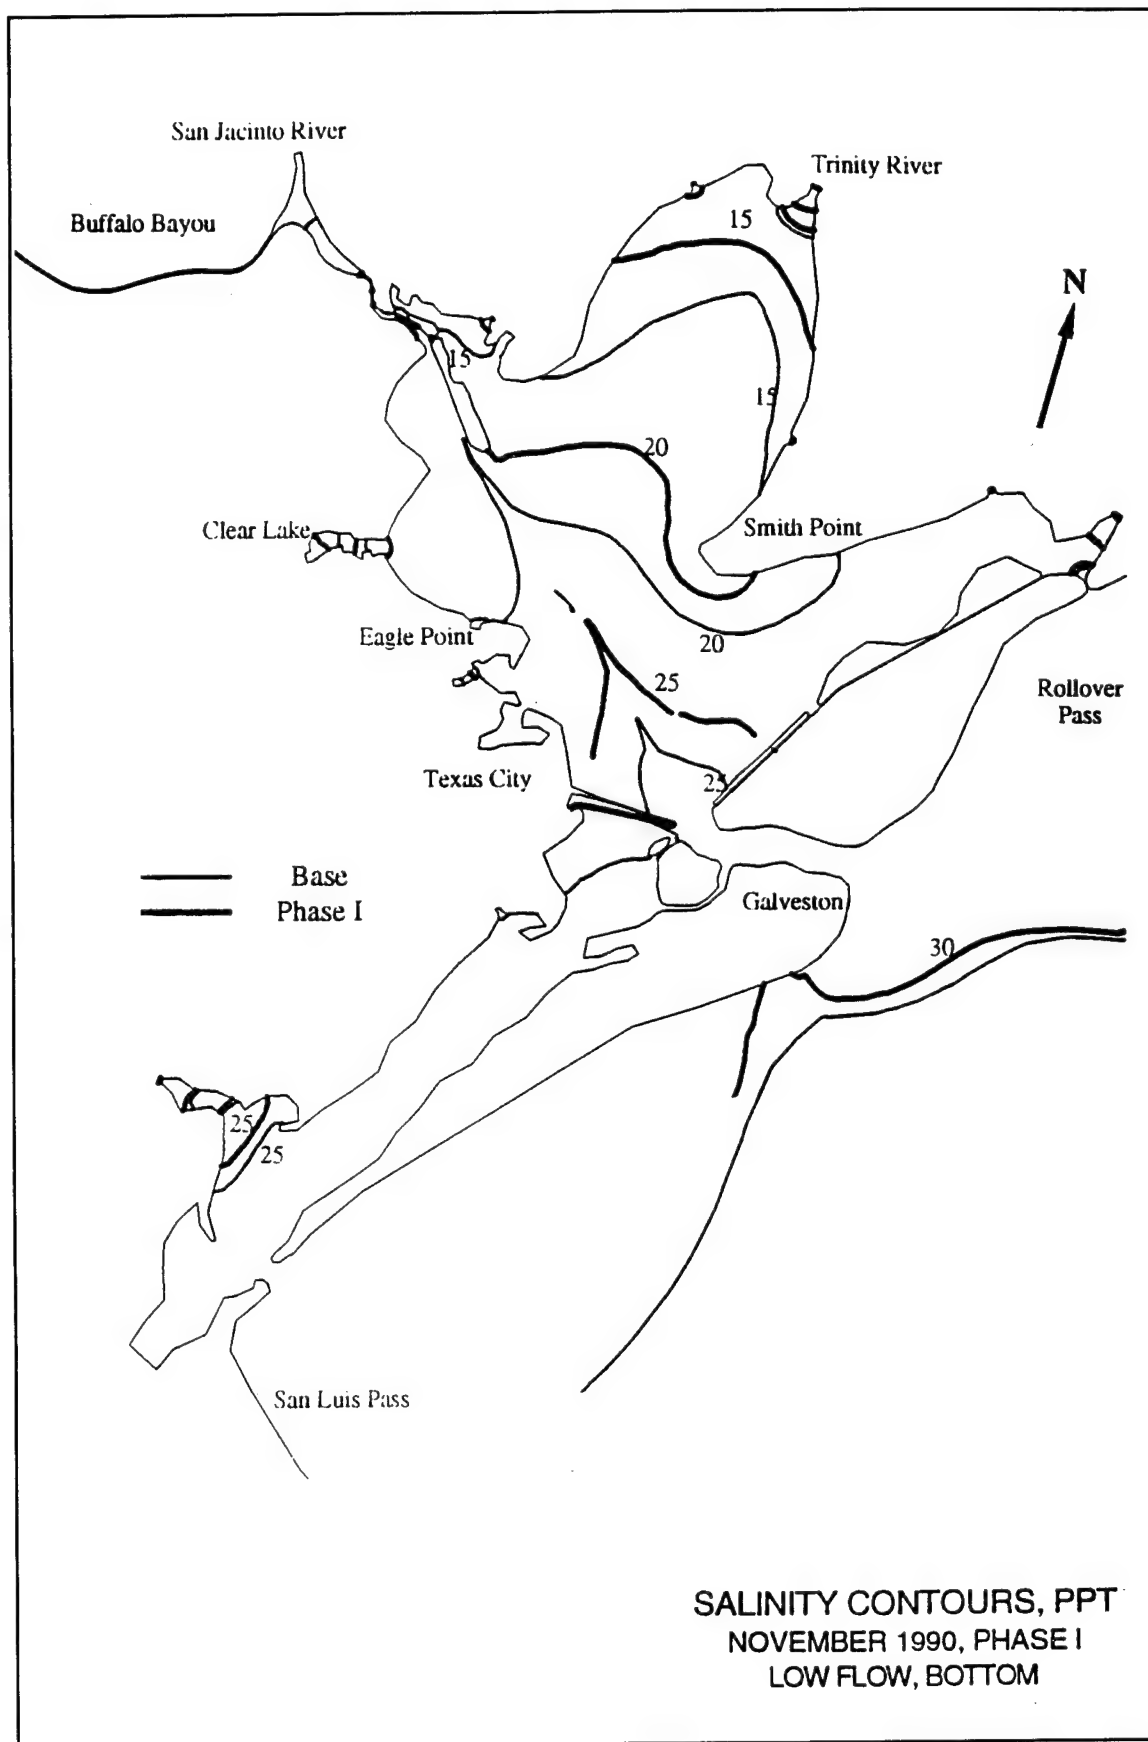 San Jacinto River
Trinity River
Buffalo Bayou
15
N
15
15
20
Clear Lake
Smith Point
Eagle Point
20
25
Rollover
Pass
Texas City
25
Base
Phase I
Galveston
30
25
25
San Luis Pass
SALINITY CONTOURS, PPT
NOVEMBER 1990, PHASE I
LOW FLOW, BOTTOM